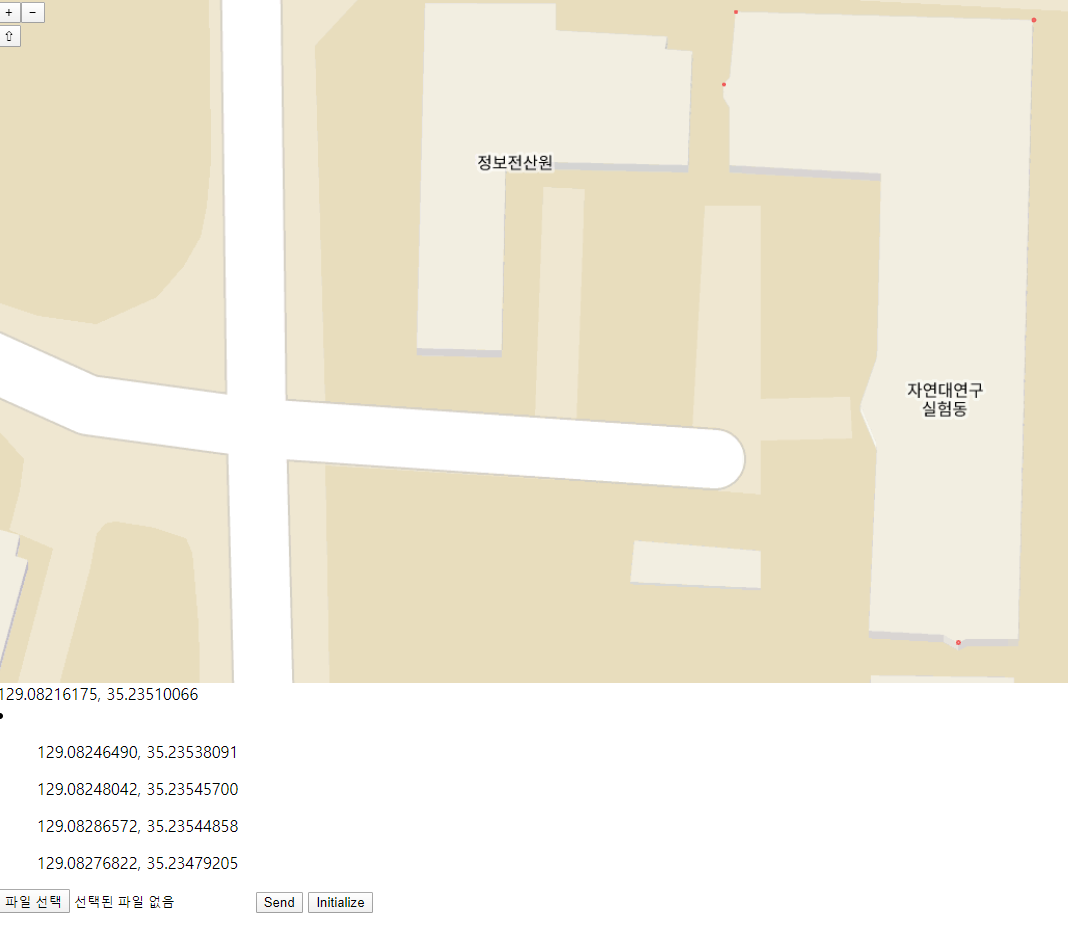 + −
⇧
정보전산원
자연대연구
실험동
129.08216175, 35.23510066
129.08246490, 35.23538091
129.08248042, 35.23545700
129.08286572, 35.23544858
129.08276822, 35.23479205
파일 선택 선택된 파일 없음 Send Initialize